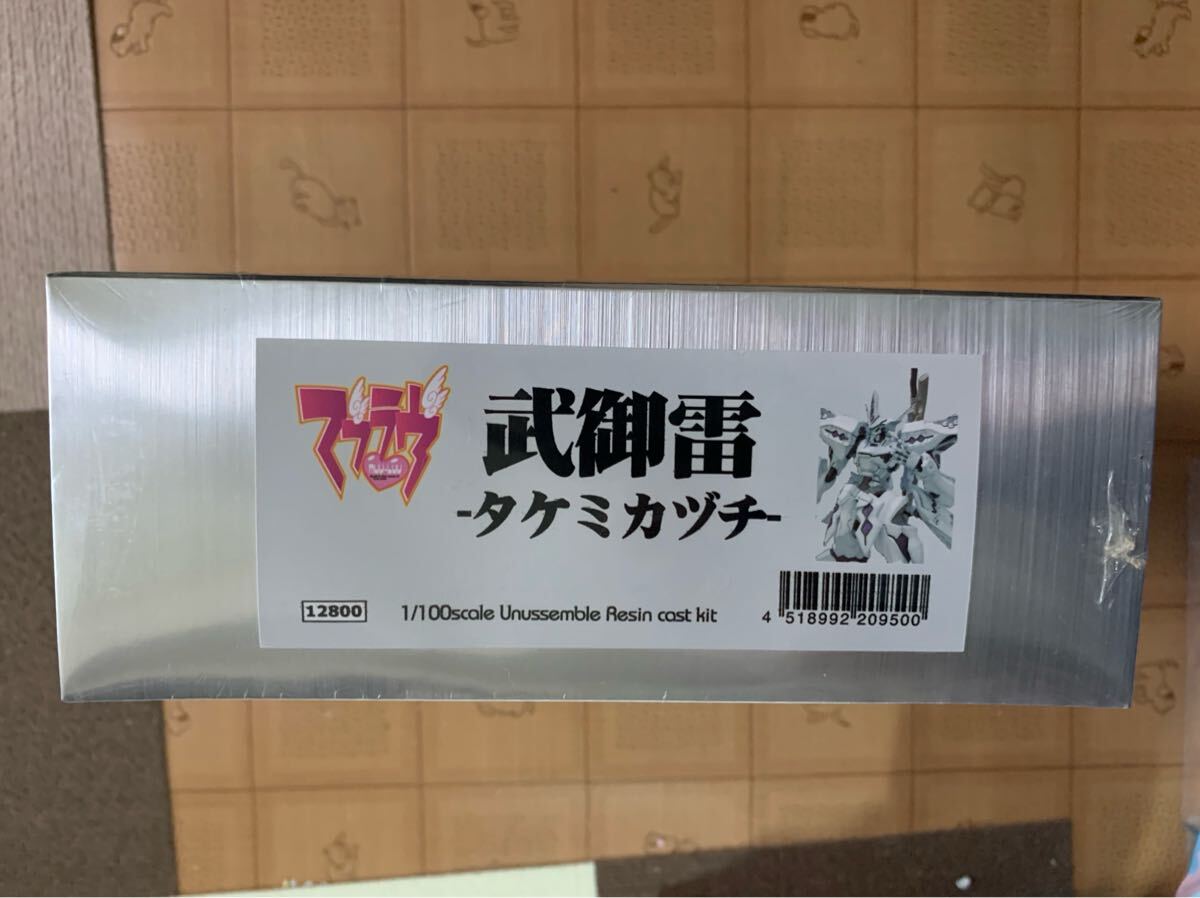 マブラヴ
武御雷
-タケミカヅチ-
12800
1/100scale Unussemble Resin cast kit
4 518992 209500